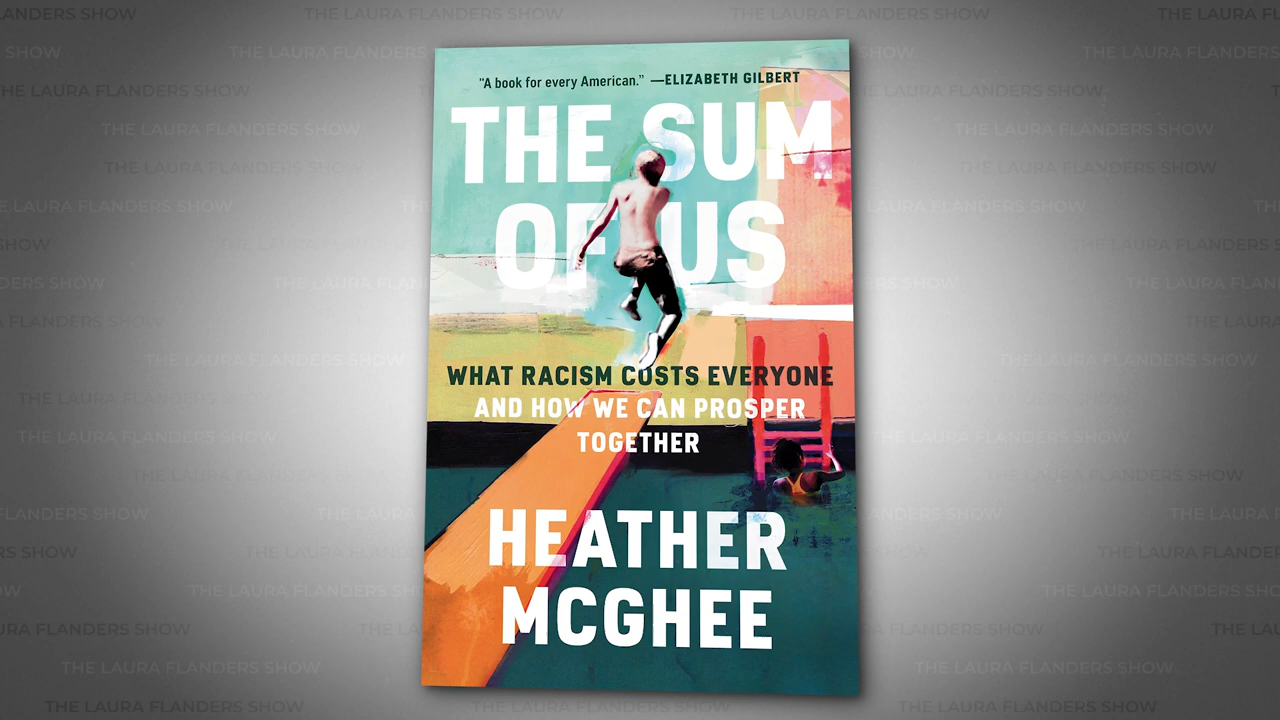 "A book for every American." —ELIZABETH GILBERT
THE SUM
OF US
WHAT RACISM COSTS EVERYONE
AND HOW WE CAN PROSPER
TOGETHER
HEATHER
MCGHEE
THE LAURA FLANDERS SHOW